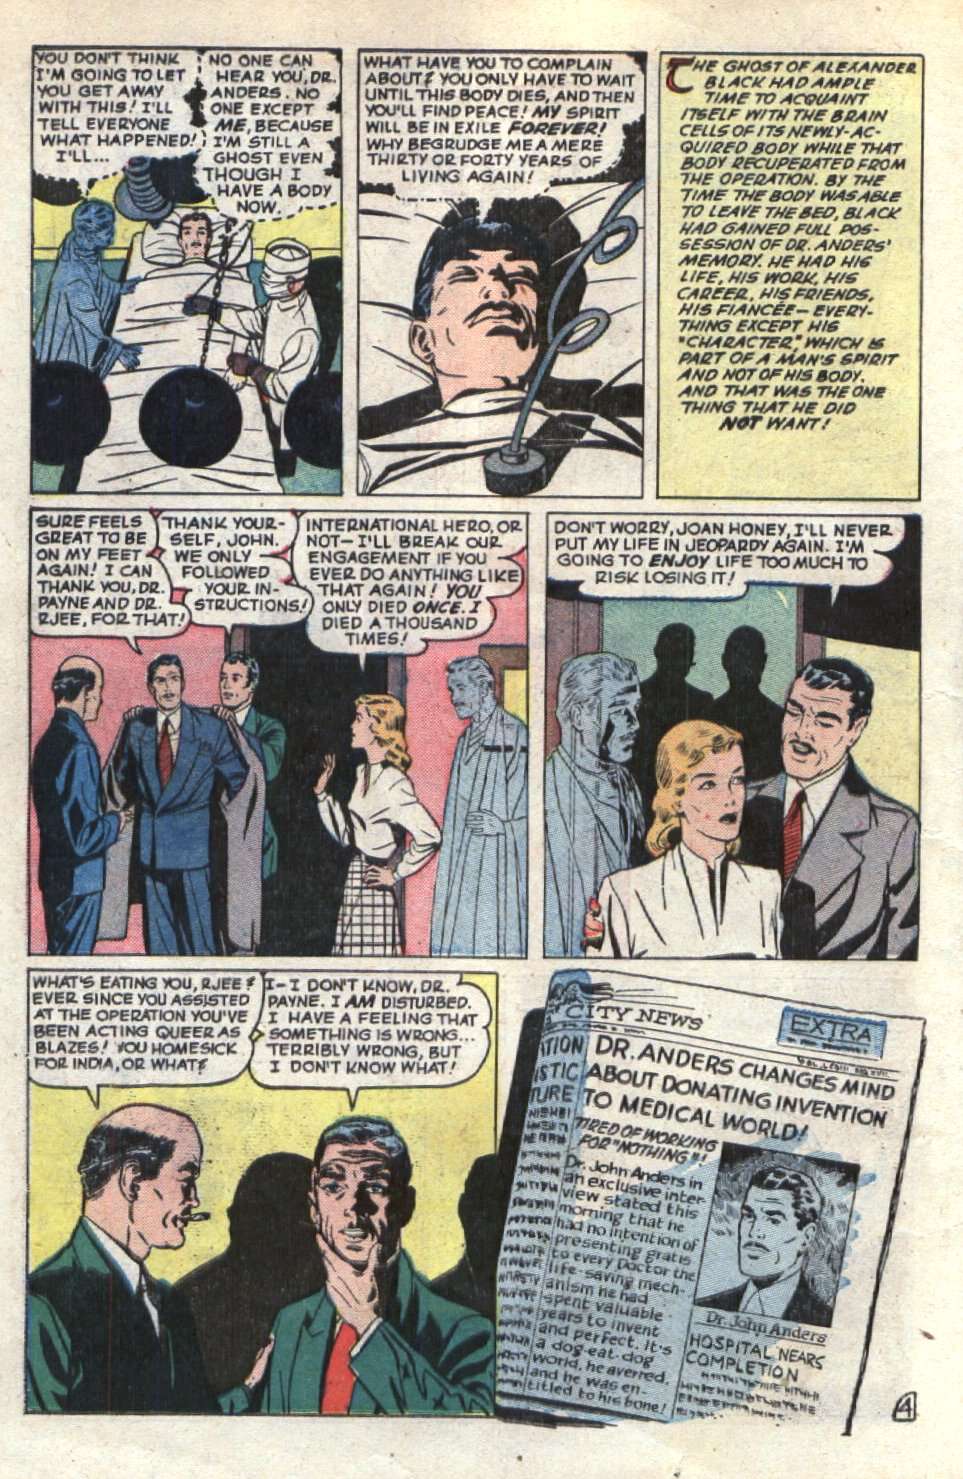 YOU DON'T THINK
I'M GOING TO LET
YOU GET AWAY
WITH THIS! I'LL
TELL EVERYONE
WHAT HAPPENED!
I'LL...
NO ONE CAN
HEAR YOU, DR.
ANDERS. NO
ONE EXCEPT
ME, BECAUSE
I'M STILL A
GHOST EVEN
THOUGH I
HAVE A BODY
NOW.
WHAT HAVE YOU TO COMPLAIN
ABOUT? YOU ONLY HAVE TO WAIT
UNTIL THIS BODY DIES, AND THEN
YOU'LL FIND PEACE! MY SPIRIT
WILL BE IN EXILE FOREVER!
WHY BEGRUDGE ME A MERE
THIRTY OR FORTY YEARS OF
LIVING AGAIN!
THE GHOST OF ALEXANDER
BLACK HAD AMPLE
TIME TO ACQUAINT
ITSELF WITH THE BRAIN
CELLS OF ITS NEWLY-AC-
QUIRED BODY WHILE THAT
BODY RECUPERATED FROM
THE OPERATION. BY THE
TIME THE BODY WAS ABLE
TO LEAVE THE BED, BLACK
HAD GAINED FULL POS-
SESSION OF DR. ANDERS'
MEMORY. HE HAD HIS
LIFE, HIS WORK, HIS
CAREER, HIS FRIENDS,
HIS FIANCÉE - EVERY-
THING EXCEPT HIS
"CHARACTER," WHICH IS
PART OF A MAN'S SPIRIT
AND NOT OF HIS BODY.
AND THAT WAS THE ONE
THING THAT HE DID
NOT WANT!
SURE FEELS
GREAT TO BE
ON MY FEET
AGAIN! I CAN
THANK YOU, DR.
PAYNE AND DR.
RJEE, FOR THAT!
THANK YOUR-
SELF, JOHN.
WE ONLY
FOLLOWED
YOUR IN-
STRUCTIONS!
INTERNATIONAL HERO, OR
NOT- I'LL BREAK OUR
ENGAGEMENT IF YOU
EVER DO ANYTHING LIKE
THAT AGAIN! YOU
ONLY DIED ONCE. I
DIED A THOUSAND
TIMES!
DON'T WORRY, JOAN HONEY, I'LL NEVER
PUT MY LIFE IN JEOPARDY AGAIN. I'M
GOING TO ENJOY LIFE TOO MUCH TO
RISK LOSING IT!
WHAT'S EATING YOU, RJEE?
EVER SINCE YOU ASSISTED
AT THE OPERATION YOU'VE
BEEN ACTING QUEER AS
BLAZES! YOU HOMESICK
FOR INDIA, OR WHAT?
I-I DON'T KNOW, DR.
PAYNE. I AM DISTURBED.
I HAVE A FEELING THAT
SOMETHING IS WRONG...
TERRIBLY WRONG, BUT
I DON'T KNOW WHAT!
CITY NEWS
EXTRA
DR. ANDERS CHANGES MIND
ABOUT DONATING INVENTION
TO MEDICAL WORLD!
TIRED OF WORKING
FOR "NOTHING"!
Dr. John Anders in
an exclusive inter-
view stated this
morning that he
had no intention of
presenting gratis
to every doctor the
life-saving mech-
anism he had
spent valuable
years to invent
and perfect. It's
a dog-eat-dog
world, he averred,
and he was en-
titled to his bone!
Dr. John Anders
HOSPITAL NEARS
COMPLETION
4